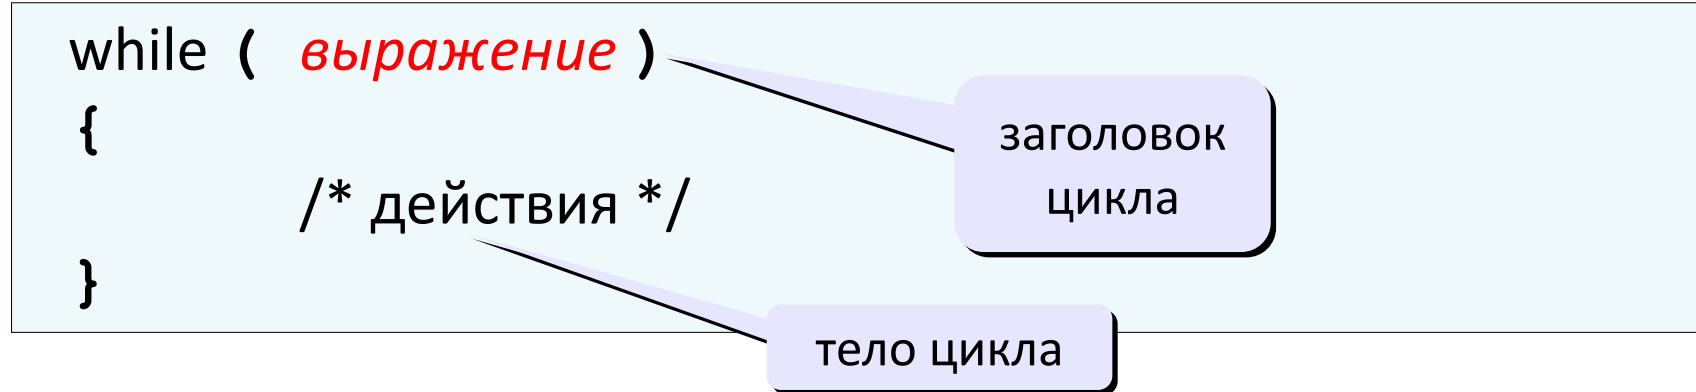 while ( выражение )
{
/* действия */
}
заголовок
цикла
тело цикла